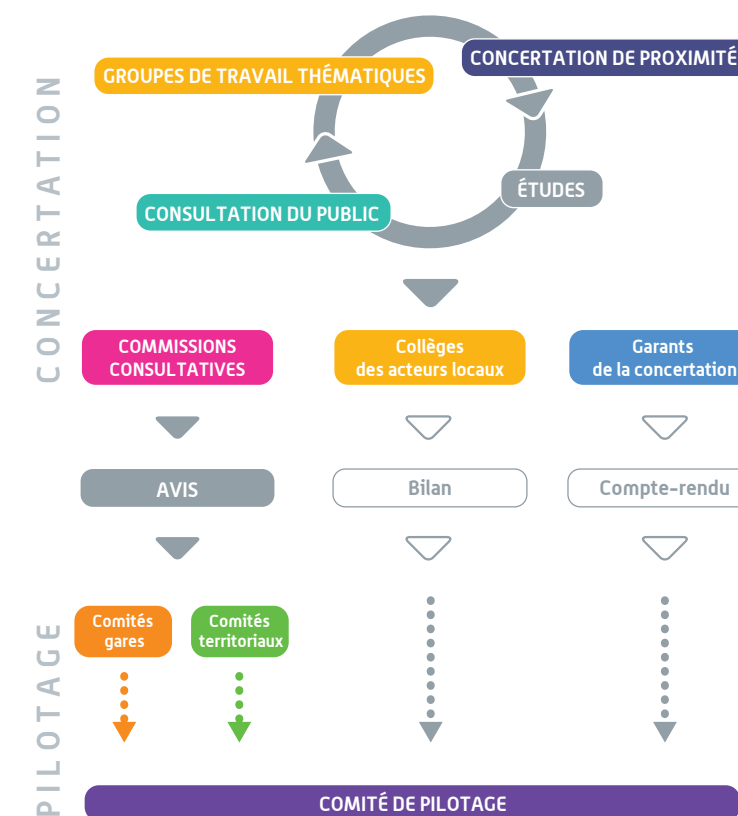 CONCERTATION
GROUPES DE TRAVAIL THÉMATIQUES
CONCERTATION DE PROXIMITÉ
CONSULTATION DU PUBLIC
ÉTUDES
COMMISSIONS
CONSULTATIVES
Collèges
des acteurs locaux
Garants
de la concertation
AVIS
Bilan
Compte-rendu
PILOTAGE
Comités
gares
Comités
territoriaux
COMITÉ DE PILOTAGE